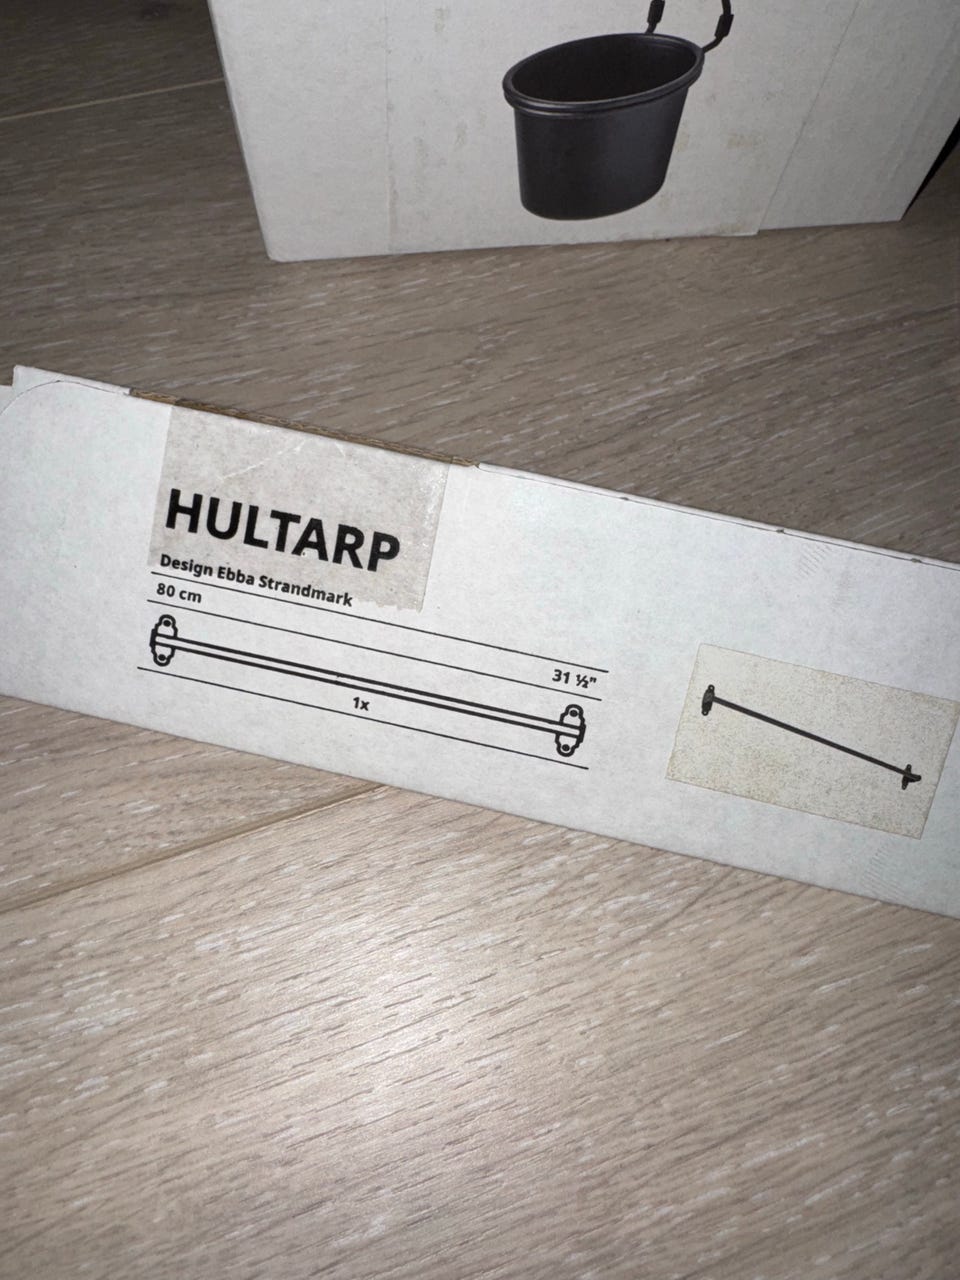 HULTARP
Design Ebba Strandmark
80 cm
31 ½"
1x